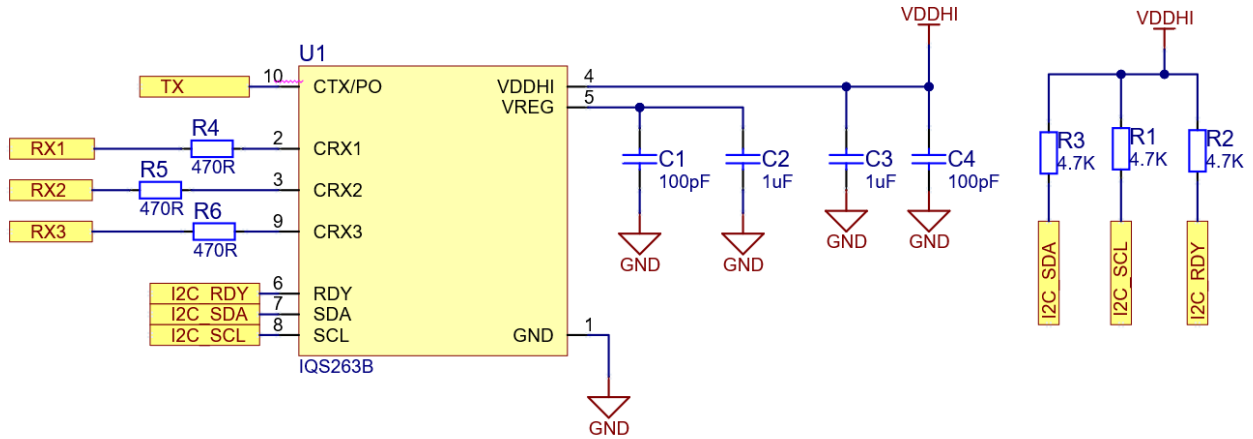 VDDHI
VDDHI
U1
TX
10
CTX/PO
VDDHI
4
VREG
5
RX1
R4
470R
2
CRX1
RX2
R5
470R
3
CRX2
RX3
R6
470R
9
CRX3
C1
100pF
C2
1uF
C3
1uF
C4
100pF
R3
4.7K
R1
4.7K
R2
4.7K
GND
GND
GND
GND
I2C_SDA
I2C_SCL
I2C_RDY
I2C_RDY
6
RDY
I2C_SDA
7
SDA
I2C_SCL
8
SCL
GND
1
IQS263B
GND